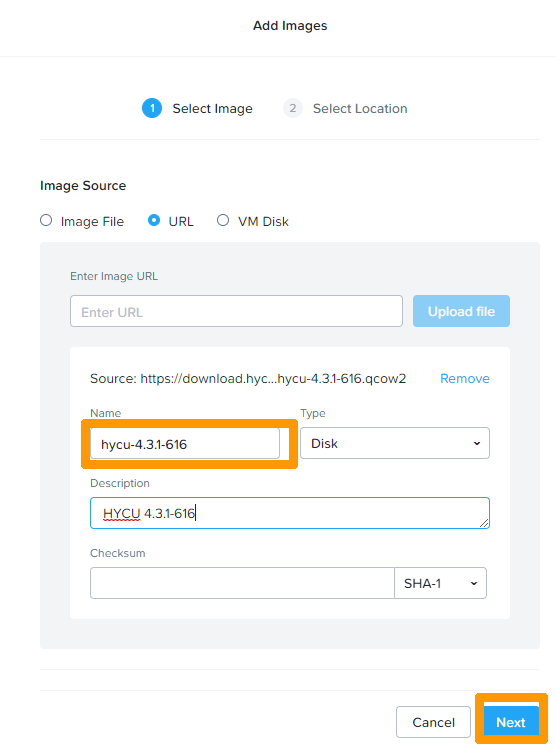 Add Images
1 Select Image 2 Select Location
Image Source
Image File URL VM Disk
Enter Image URL
Enter URL Upload file
Source: https://download.hyc...hycu-4.3.1-616.qcow2 Remove
Name Type
hycu-4.3.1-616 Disk
Description
HYCU 4.3.1-616
Checksum
SHA-1
Cancel Next